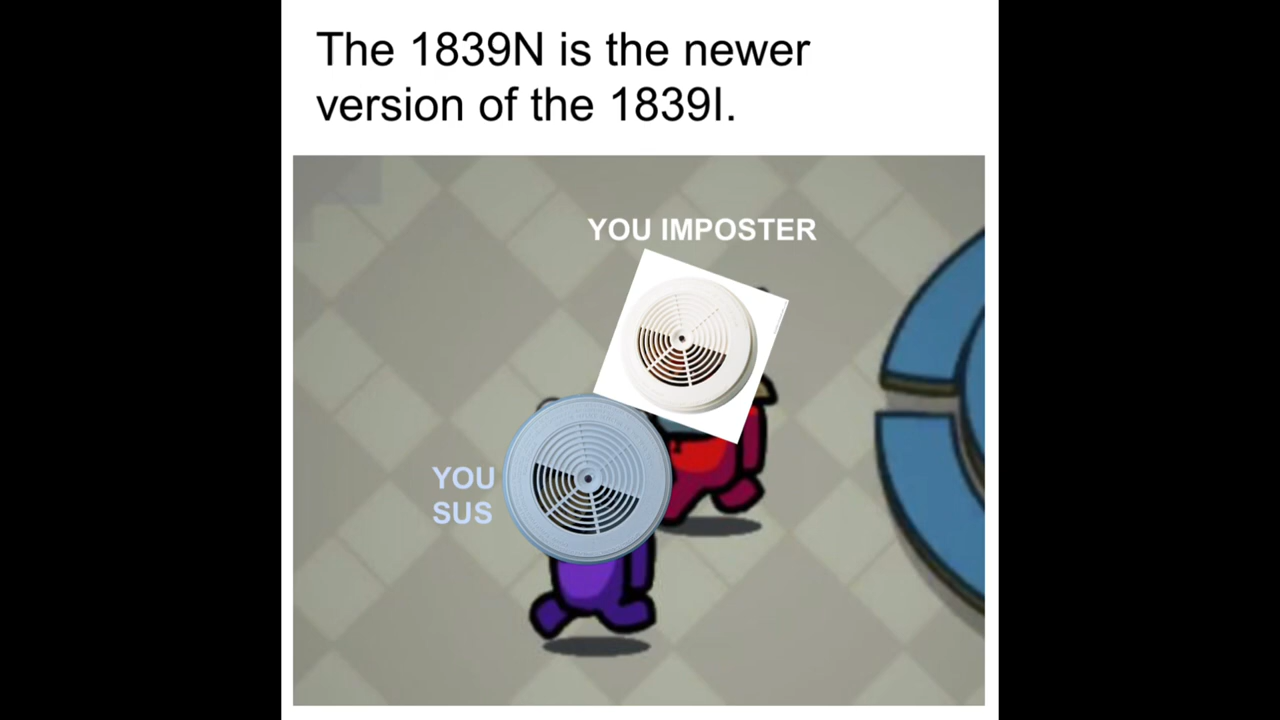 The 1839N is the newer
version of the 1839I.
YOU IMPOSTER
YOU
SUS